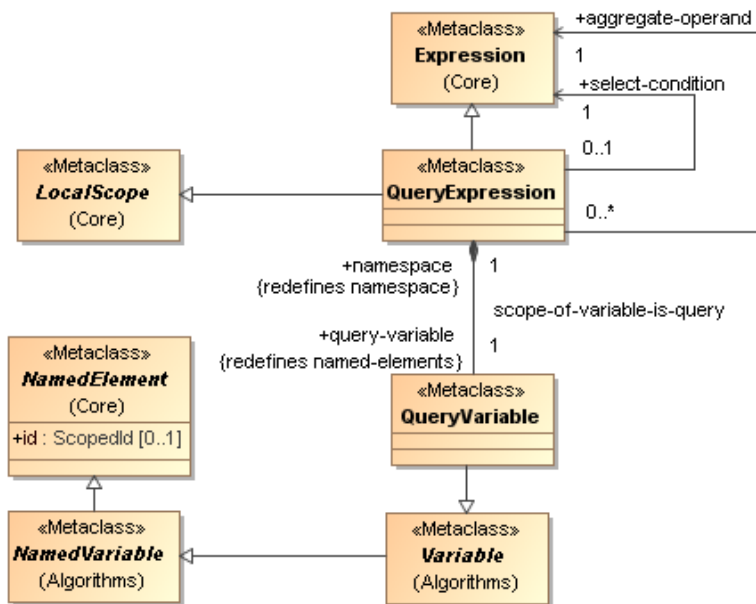 «Metaclass»
Expression
(Core)
+aggregate-operand
1
+select-condition
1
0..1
«Metaclass»
LocalScope
(Core)
«Metaclass»
QueryExpression
0..*
+namespace
{redefines namespace}
1
scope-of-variable-is-query
+query-variable
{redefines named-elements}
1
«Metaclass»
NamedElement
(Core)
+id : ScopedId [0..1]
«Metaclass»
QueryVariable
«Metaclass»
NamedVariable
(Algorithms)
«Metaclass»
Variable
(Algorithms)